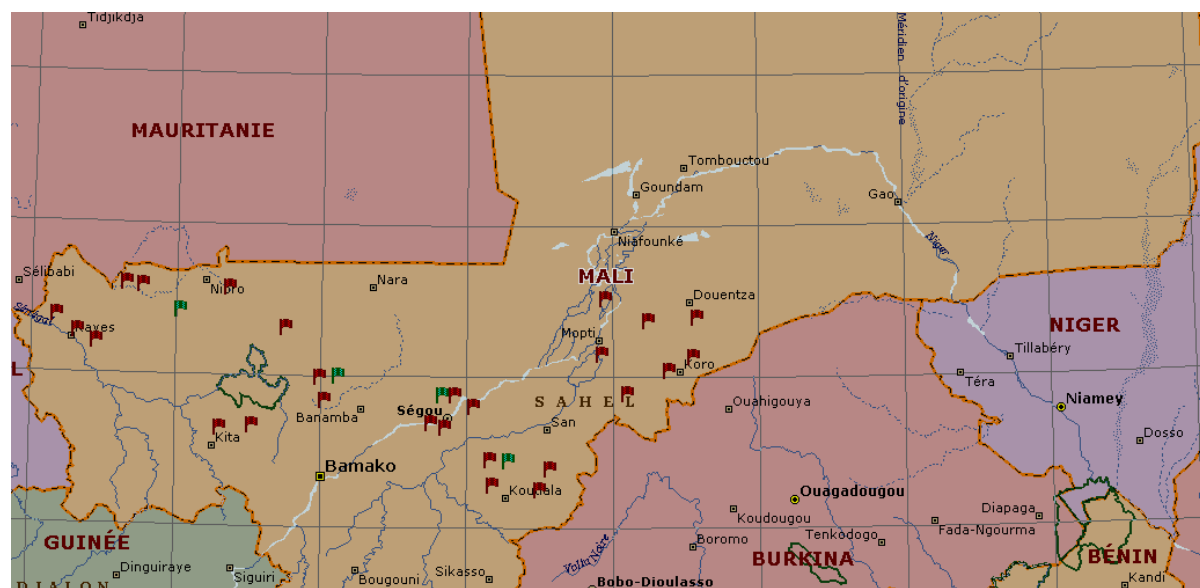 Tidjikdja
Méridien d'origine
MAURITANIE
Tombouctou
Goundam
Gao
Niafounké
Niger
Sélibabi
Nioro
Nara
MALI
Douentza
Sénégal
Kayes
Mopti
NIGER
Tillabéry
L
Koro
Téra
Banamba
Ségou
SAHEL
Ouahigouya
Niamey
Kita
San
Dosso
Bamako
Koutiala
Ouagadougou
Koudougou
Diapaga
Fada-Ngourma
GUINÉE
Tenkodogo
Boromo
BURKINA
BÉNIN
Volta Noire
DJALON
Dinguiraye
Siguiri
Bougouni
Sikasso
Bobo-Dioulasso
Kandi